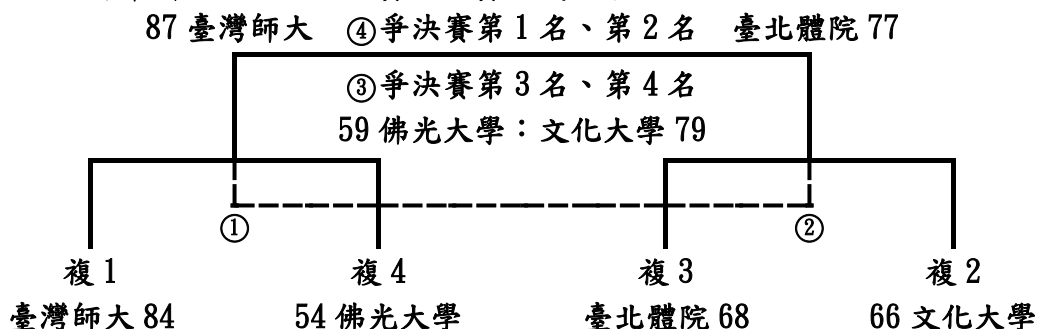 87 臺灣師大 ④爭決賽第 1 名、第 2 名 臺北體院 77
③爭決賽第 3 名、第 4 名
59 佛光大學：文化大學 79
① ②
複 1 複 4 複 3 複 2
臺灣師大 84 54 佛光大學 臺北體院 68 66 文化大學